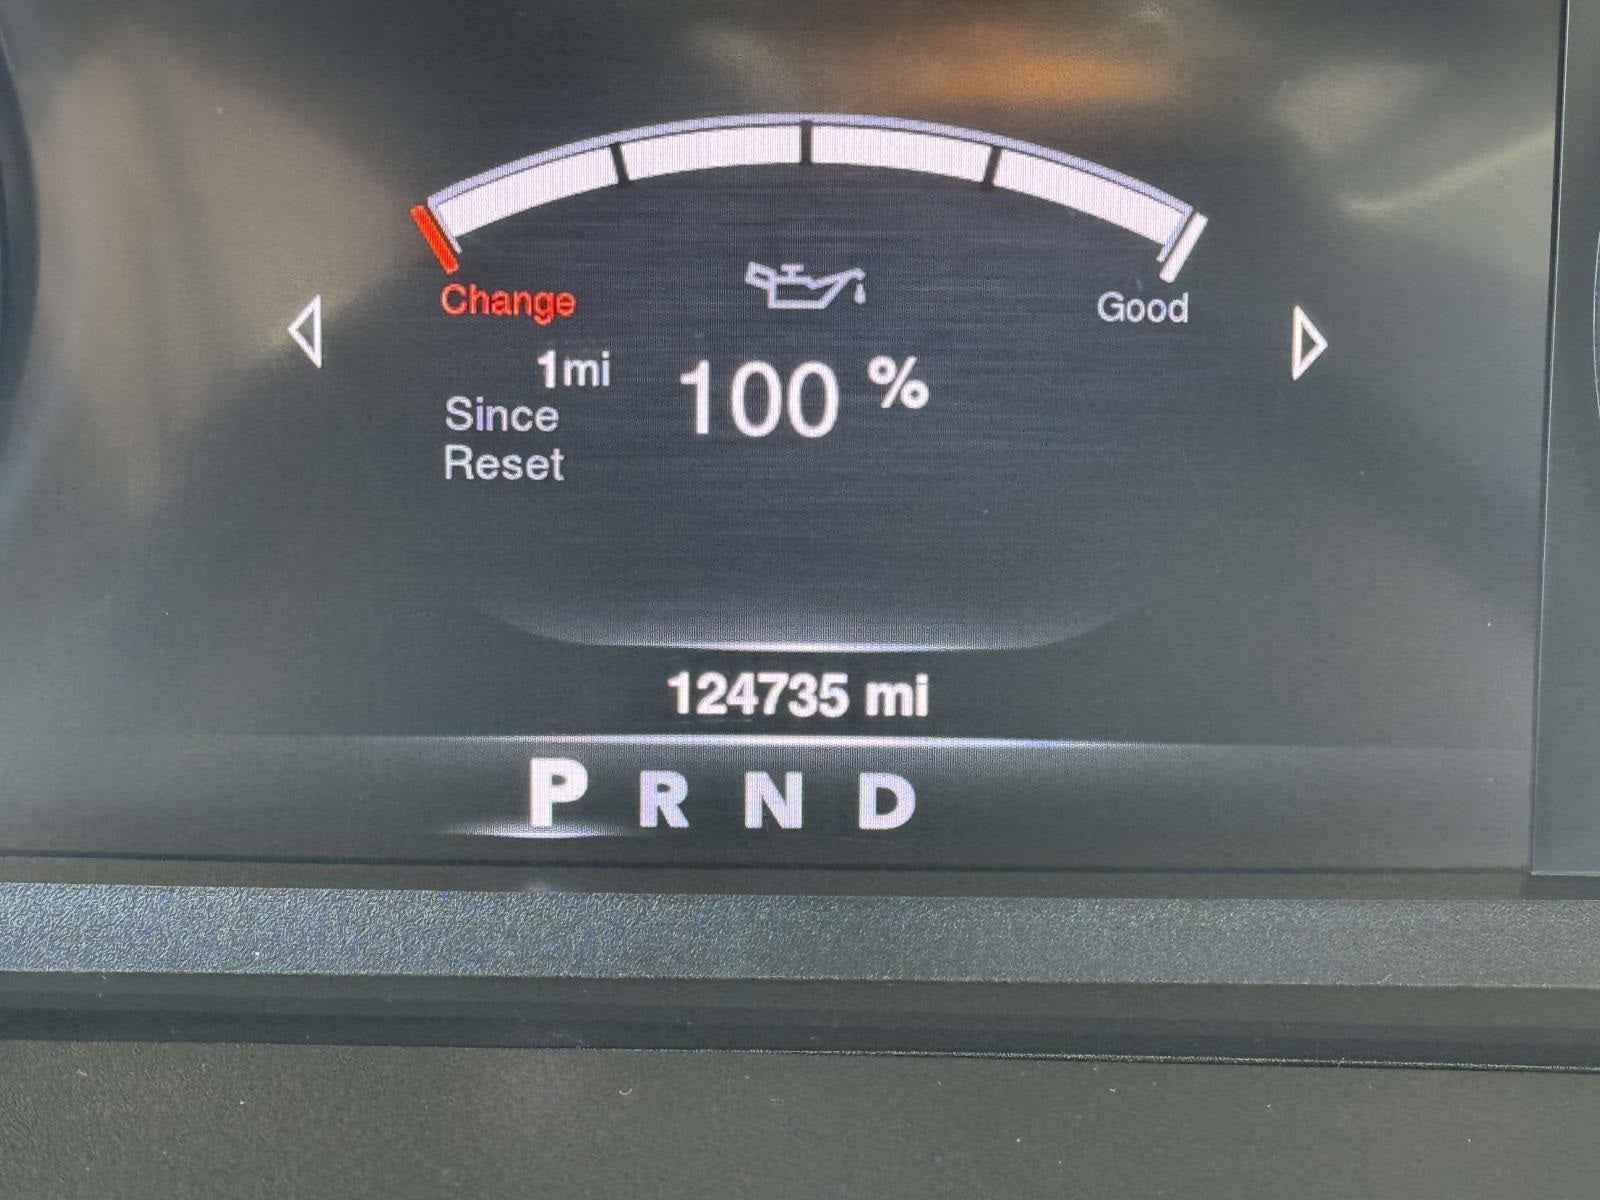 Change
Good
1mi
Since
Reset
100 %
124735 mi
P R N D